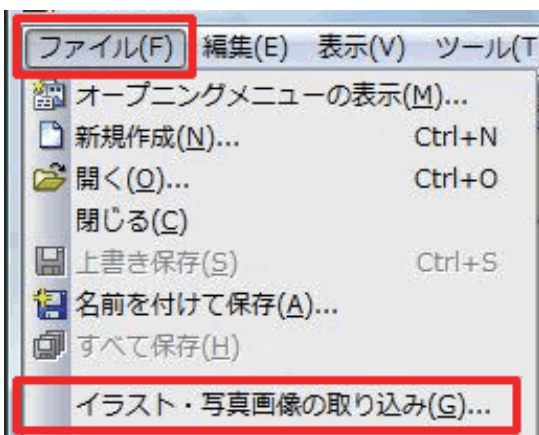 ファイル(F) 編集(E) 表示(V) ツール(T
オープニングメニューの表示(M)...
新規作成(N)... Ctrl+N
開く(O)... Ctrl+O
閉じる(C)
上書き保存(S) Ctrl+S
名前を付けて保存(A)...
すべて保存(H)
イラスト・写真画像の取り込み(G)...